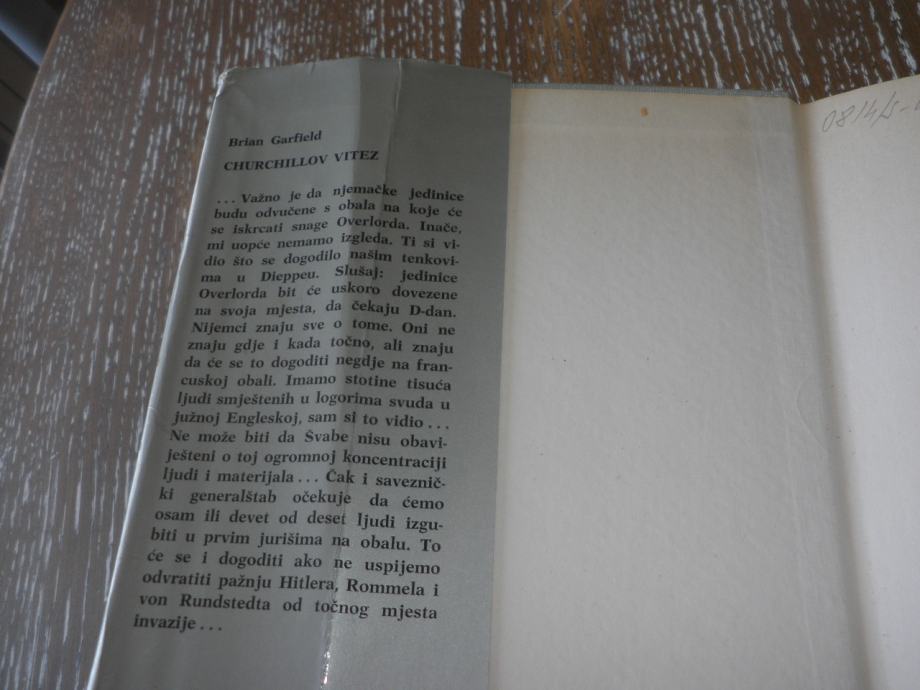 Brian Garfield
CHURCHILLOV VITEZ
... Važno je da njemačke jedinice
budu odvučene s obala na koje će
se iskrcati snage Overlorda. Inače,
mi uopće nemamo izgleda. Ti si vi-
dio što se dogodilo našim tenkovi-
ma u Dieppeu. Slušaj: jedinice
Overlorda bit će uskoro dovezene
na svoja mjesta, da čekaju D-dan.
Nijemci znaju sve o tome. Oni ne
znaju gdje i kada točno, ali znaju
da će se to dogoditi negdje na fran-
cuskoj obali. Imamo stotine tisuća
ljudi smještenih u logorima svuda u
južnoj Engleskoj, sam si to vidio ...
Ne može biti da Švabe nisu obavi-
ješteni o toj ogromnoj koncentraciji
ljudi i materijala ... Čak i saveznič-
ki generalštab očekuje da ćemo
osam ili devet od deset ljudi izgu-
biti u prvim jurišima na obalu. To
će se i dogoditi ako ne uspijemo
odvratiti pažnju Hitlera, Rommela i
von Rundstedta od točnog mjesta
invazije ...